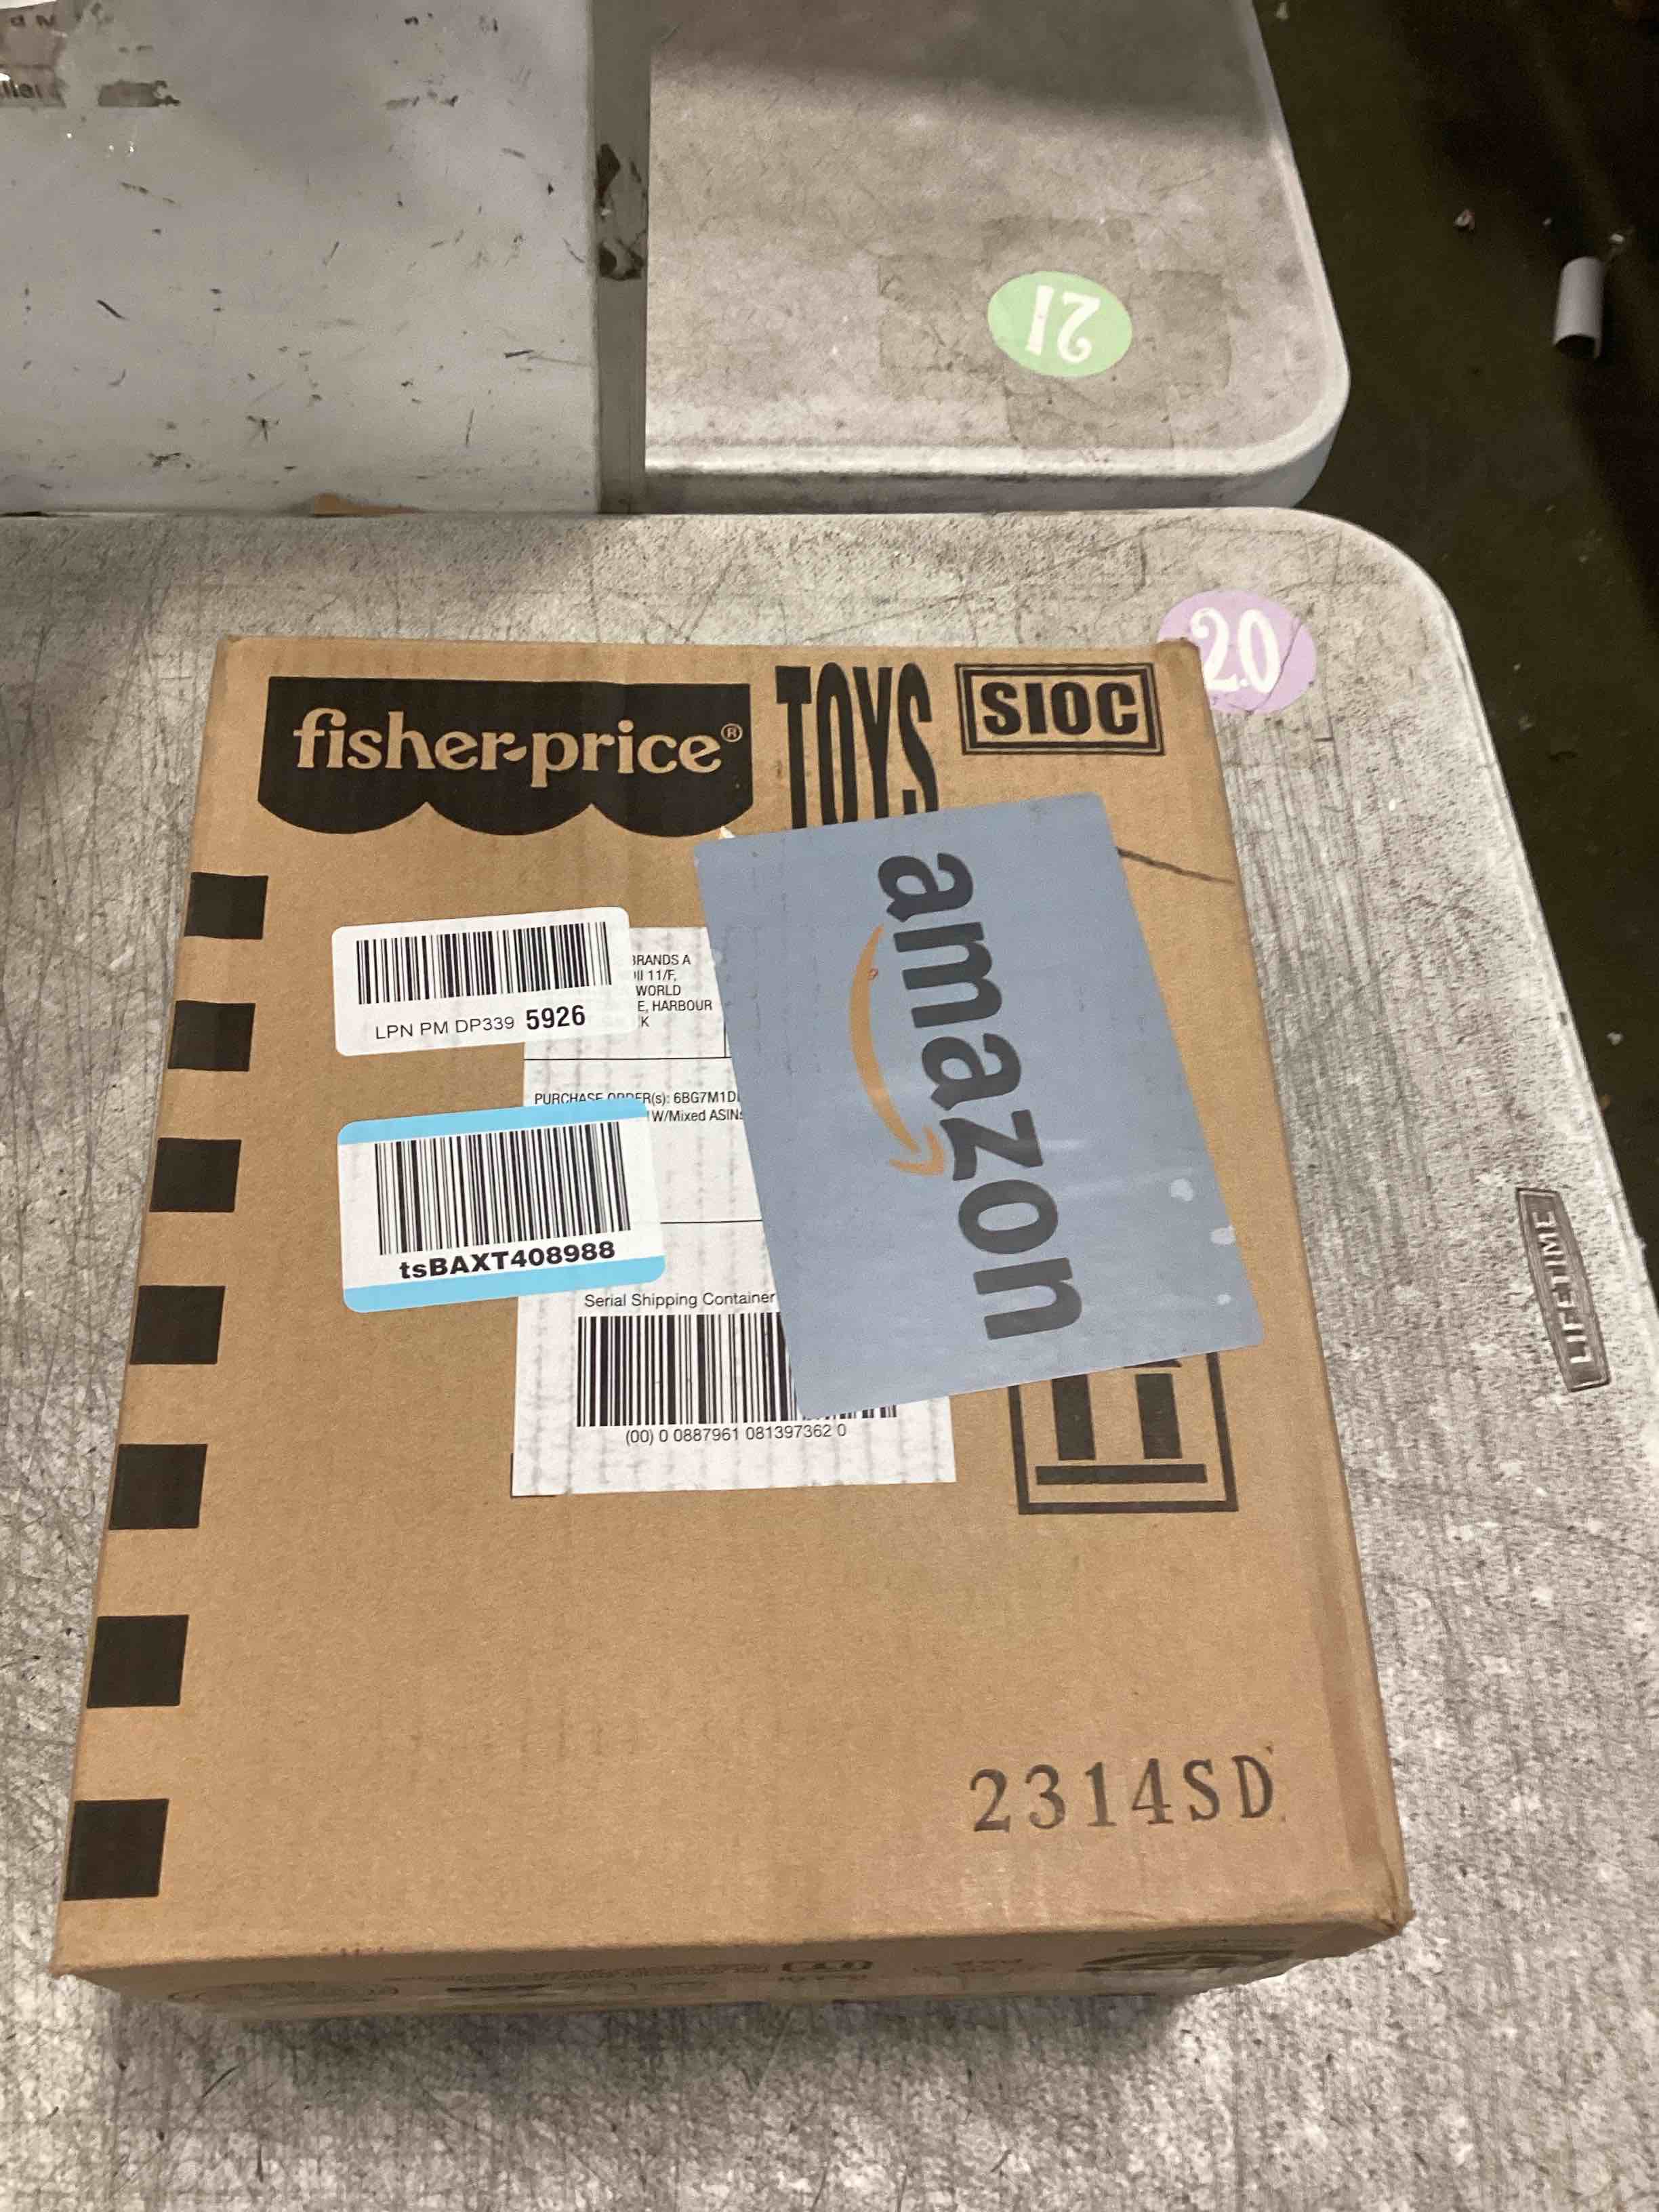 21
20
fisher-price®
TOYS
SIOC
amazon
BRANDS A
11/F,
WORLD
E, HARBOUR
K
LPN PM DP339 5926
PURCHASE ORDER(s): 6BG7M1D
W/Mixed ASIN
tsBAXT408988
Serial Shipping Container
(00) 0 0887961 081397362 0
LIFETIME
2314SD